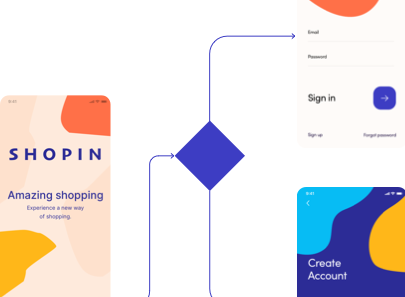 9:41
SHOPIN
Amazing shopping
Experience a new way
of shopping.
Email
Password
Sign in
Sign up
Forgot password
9:41
Create
Account